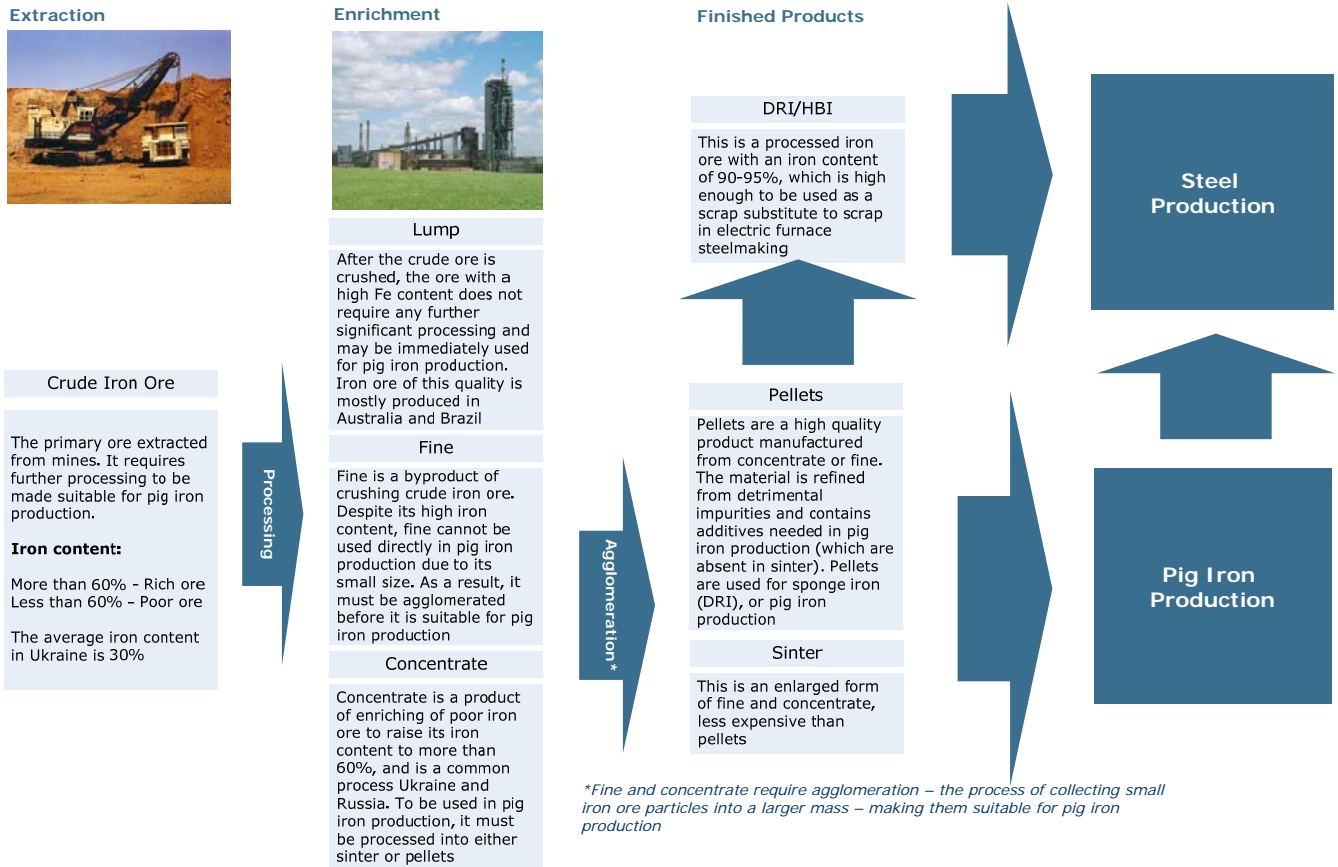 Extraction
Crude Iron Ore
The primary ore extracted
from mines. It requires
further processing to be
made suitable for pig iron
production.
Iron content:
More than 60% - Rich ore
Less than 60% - Poor ore
The average iron content
in Ukraine is 30%
Processing
Enrichment
Lump
After the crude ore is
crushed, the ore with a
high Fe content does not
require any further
significant processing and
may be immediately used
for pig iron production.
Iron ore of this quality is
mostly produced in
Australia and Brazil
Fine
Fine is a byproduct of
crushing crude iron ore.
Despite its high iron
content, fine cannot be
used directly in pig iron
production due to its
small size. As a result, it
must be agglomerated
before it is suitable for pig
iron production
Concentrate
Concentrate is a product
of enriching of poor iron
ore to raise its iron
content to more than
60%, and is a common
process Ukraine and
Russia. To be used in pig
iron production, it must
be processed into either
sinter or pellets
Agglomeration*
Finished Products
DRI/HBI
This is a processed iron
ore with an iron content
of 90-95%, which is high
enough to be used as a
scrap substitute to scrap
in electric furnace
steelmaking
Pellets
Pellets are a high quality
product manufactured
from concentrate or fine.
The material is refined
from detrimental
impurities and contains
additives needed in pig
iron production (which are
absent in sinter). Pellets
are used for sponge iron
(DRI), or pig iron
production
Sinter
This is an enlarged form
of fine and concentrate,
less expensive than
pellets
Steel
Production
Pig Iron
Production
*Fine and concentrate require agglomeration – the process of collecting small
iron ore particles into a larger mass – making them suitable for pig iron
production